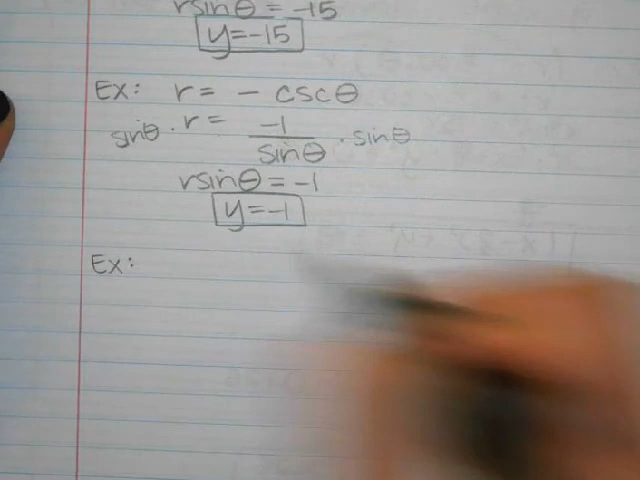 rsinθ = -15
y=-15
Ex: r = - cscθ
sinθ · r = -1/sinθ · sinθ
rsinθ = -1
y=-1
Ex: